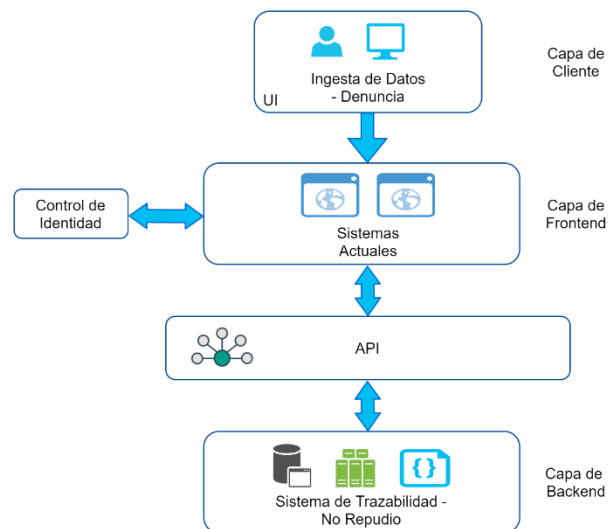 Ingesta de Datos
- Denuncia
UI
Capa de
Cliente
Control de
Identidad
Sistemas
Actuales
Capa de
Frontend
API
{ }
Sistema de Trazabilidad -
No Repudio
Capa de
Backend